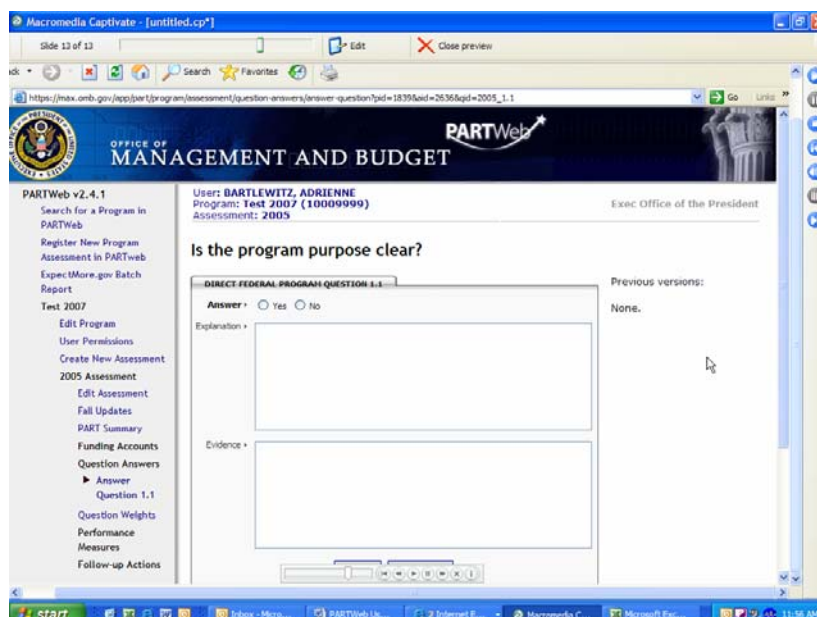 Macromedia Captivate - [untitled.cp*]
Slide 13 of 13
Edit
Close preview
Search Favorites
https://max.omb.gov/app/part/program/assessment/question-answers/answer-question?pid=1839&aid=2636&qid=2005_1.1
Go Links »
OFFICE OF
MANAGEMENT AND BUDGET
PARTWeb
PARTWeb v2.4.1
Search for a Program in
PARTWeb
Register New Program
Assessment in PARTweb
ExpectMore.gov Batch
Report
Test 2007
Edit Program
User Permissions
Create New Assessment
2005 Assessment
Edit Assessment
Fall Updates
PART Summary
Funding Accounts
Question Answers
Answer
Question 1.1
Question Weights
Performance
Measures
Follow-up Actions
User: BARTLEWITZ, ADRIENNE
Program: Test 2007 (10009999)
Assessment: 2005
Exec Office of the President
Is the program purpose clear?
DIRECT FEDERAL PROGRAM QUESTION 1.1
Answer Yes No
Explanation
Evidence
Previous versions:
None.
start
Inbox - Micro...
PARTWeb Us...
2 Internet E...
Macromedia C...
Microsoft Exc...
11:56 AM